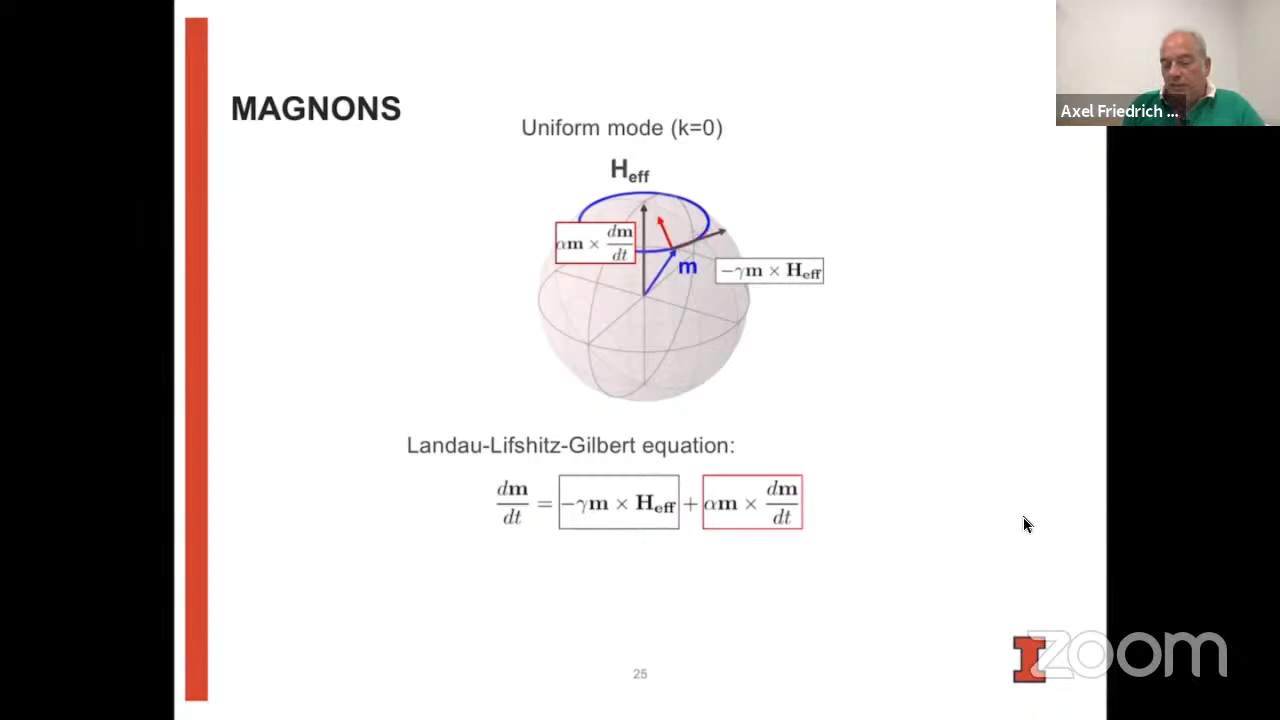 Axel Friedrich ...
MAGNONS
Uniform mode (k=0)
H_eff
αm × dm/dt
m
−γm × H_eff
Landau-Lifshitz-Gilbert equation:
dm/dt = −γm × H_eff + αm × dm/dt
25
I
zoom